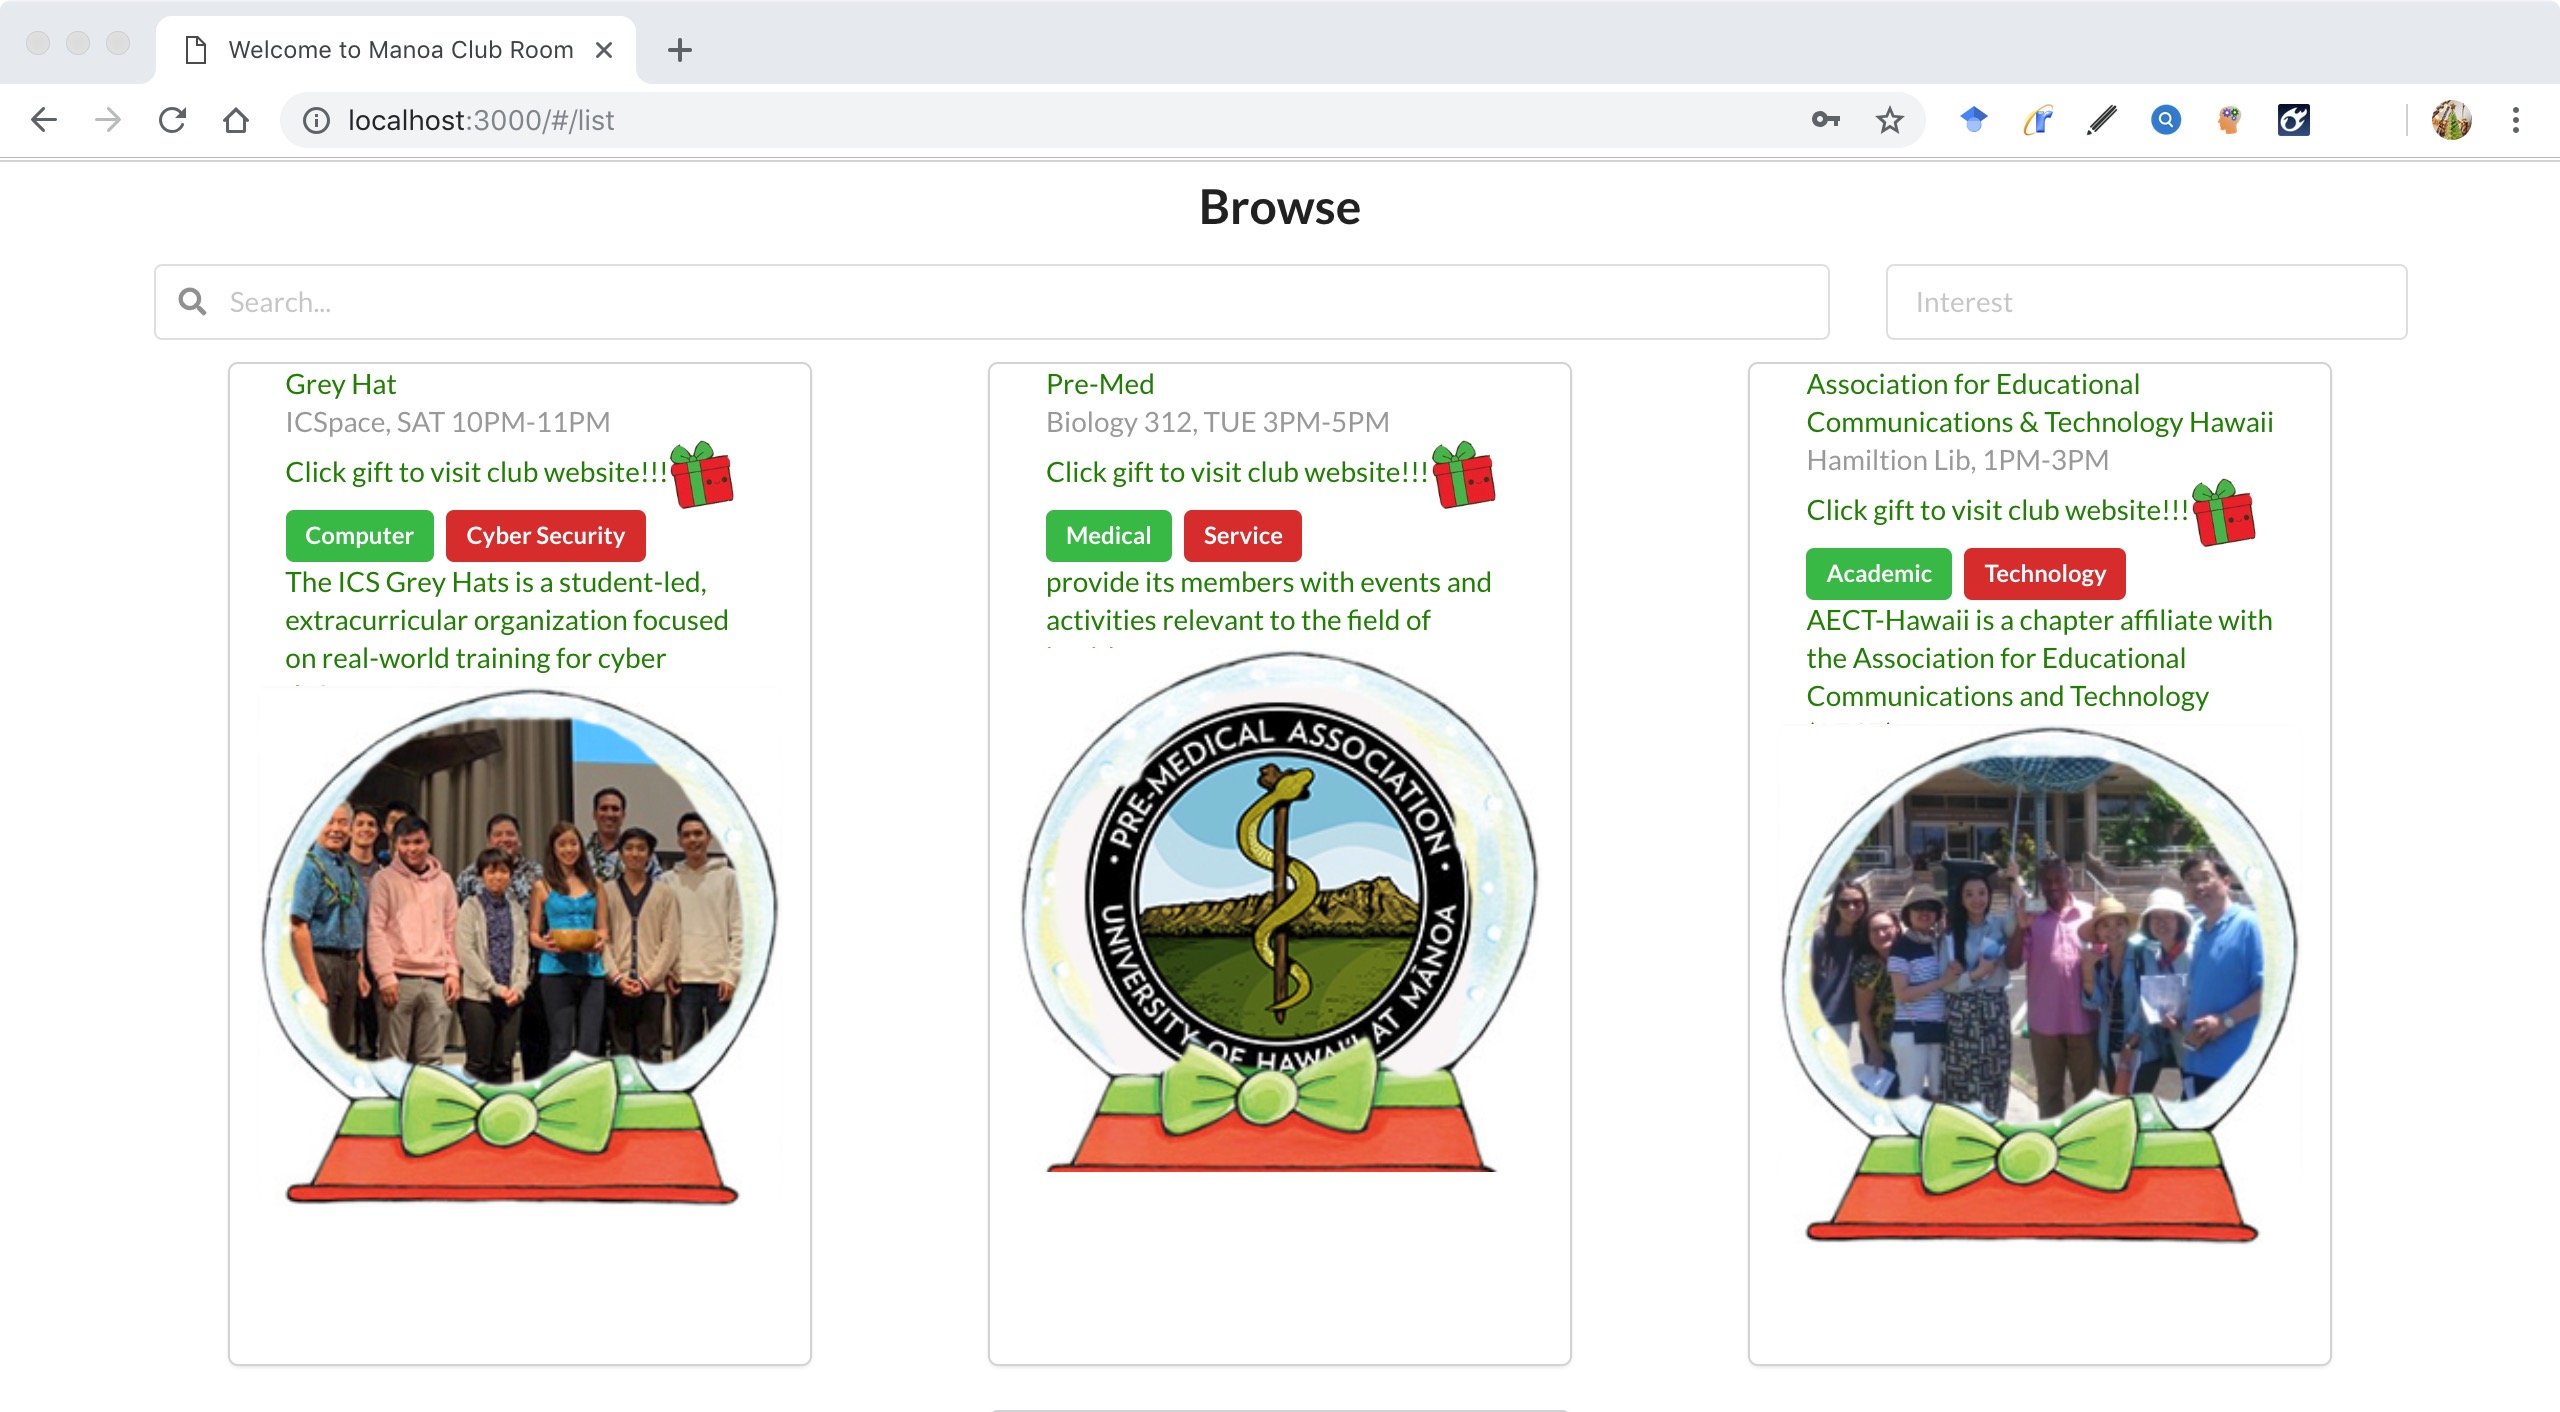 Welcome to Manoa Club Room
localhost:3000/#/list
Browse
Search...
Interest
Grey Hat
ICSpace, SAT 10PM-11PM
Click gift to visit club website!!!
Computer
Cyber Security
The ICS Grey Hats is a student-led,
extracurricular organization focused
on real-world training for cyber
Pre-Med
Biology 312, TUE 3PM-5PM
Click gift to visit club website!!!
Medical
Service
provide its members with events and
activities relevant to the field of
PRE-MEDICAL ASSOCIATION
UNIVERSITY OF HAWAI'I AT MĀNOA
Association for Educational
Communications & Technology Hawaii
Hamiltion Lib, 1PM-3PM
Click gift to visit club website!!!
Academic
Technology
AECT-Hawaii is a chapter affiliate with
the Association for Educational
Communications and Technology